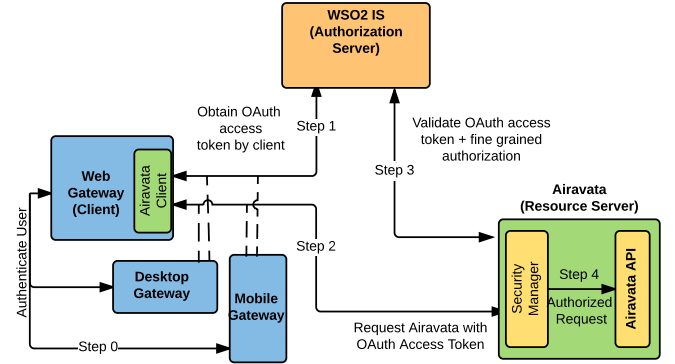 WSO2 IS
(Authorization
Server)
Obtain OAuth
access
token by client
Step 1
Validate OAuth access
token + fine grained
authorization
Step 3
Web
Gateway
(Client)
Airavata
Client
Airavata
(Resource Server)
Authenticate User
Step 2
Desktop
Gateway
Mobile
Gateway
Security
Manager
Step 4
Authorized
Request
Airavata API
Step 0
Request Airavata with
OAuth Access Token